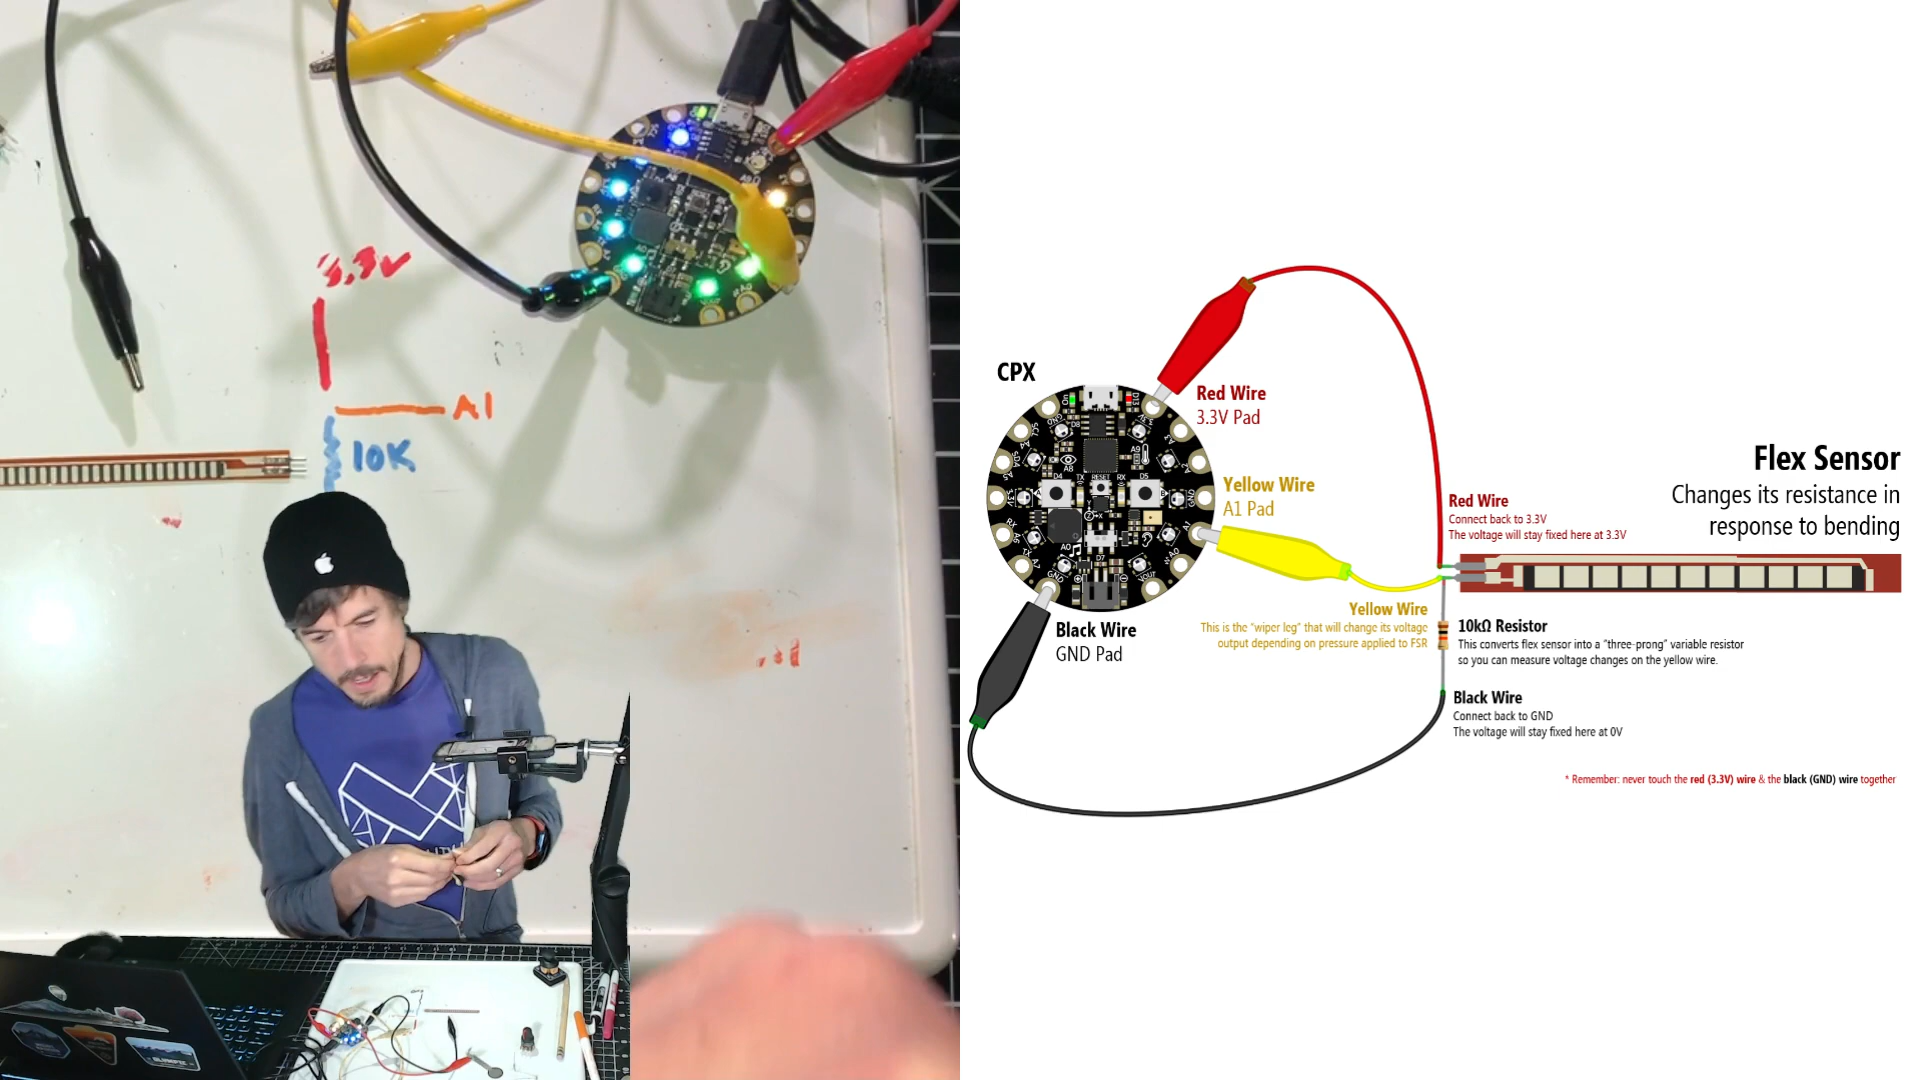 3.3v
A1
10K
CPX
Red Wire
3.3V Pad
Yellow Wire
A1 Pad
Black Wire
GND Pad
Flex Sensor
Changes its resistance in
response to bending
Red Wire
Connect back to 3.3V
The voltage will stay fixed here at 3.3V
Yellow Wire
This is the "wiper leg" that will change its voltage
output depending on pressure applied to FSR
10kΩ Resistor
This converts flex sensor into a "three-prong" variable resistor
so you can measure voltage changes on the yellow wire.
Black Wire
Connect back to GND
The voltage will stay fixed here at 0V
* Remember: never touch the red (3.3V) wire & the black (GND) wire together